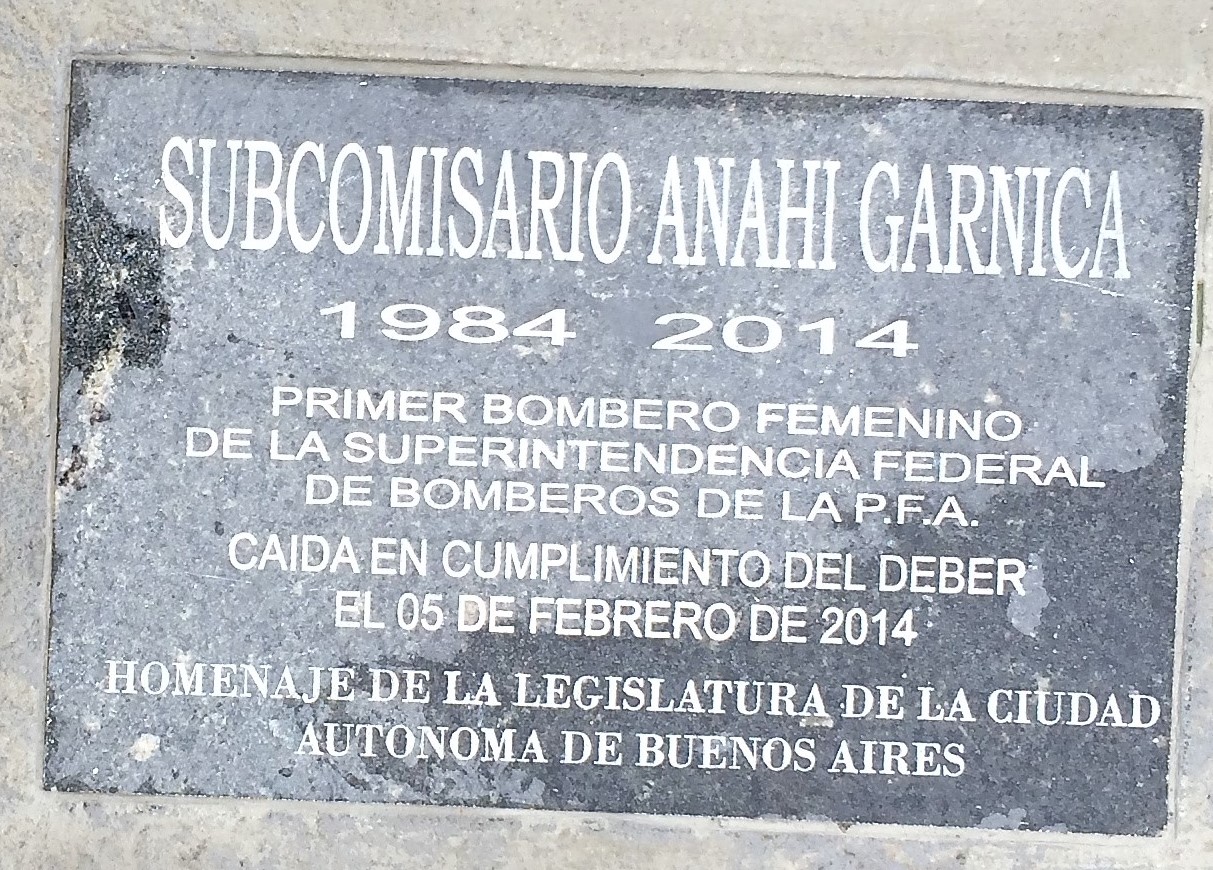 SUBCOMISARIO ANAHI GARNICA
1984 2014
PRIMER BOMBERO FEMENINO
DE LA SUPERINTENDENCIA FEDERAL
DE BOMBEROS DE LA P.F.A.
CAIDA EN CUMPLIMIENTO DEL DEBER
EL 05 DE FEBRERO DE 2014
HOMENAJE DE LA LEGISLATURA DE LA CIUDAD
AUTONOMA DE BUENOS AIRES